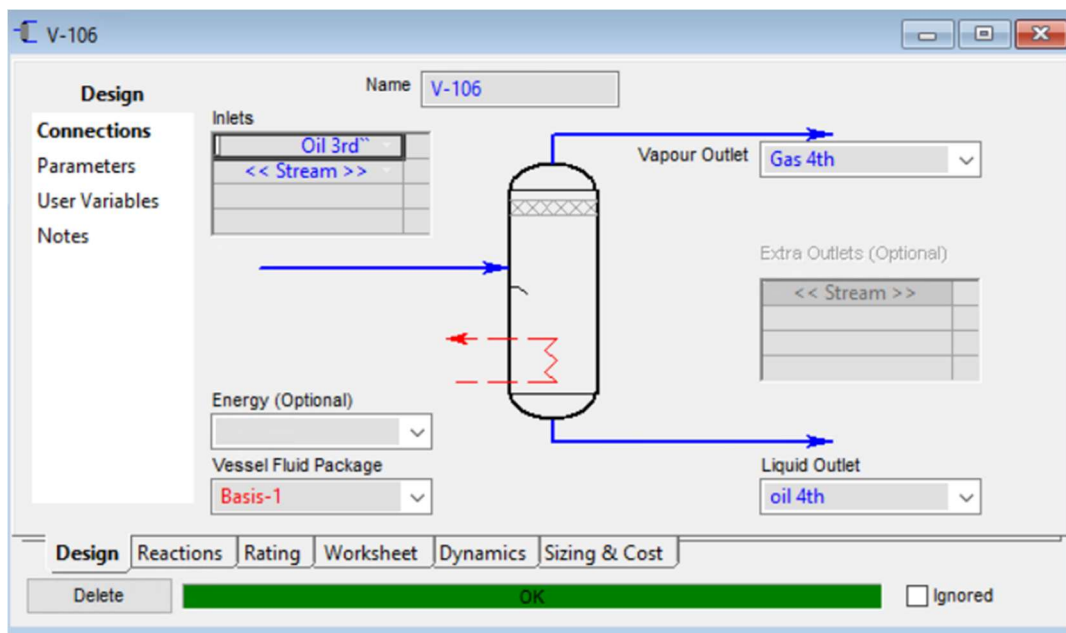 V-106
Design
Connections
Parameters
User Variables
Notes
Name V-106
Inlets
Oil 3rd``
<< Stream >>
Vapour Outlet
Gas 4th
Extra Outlets (Optional)
<< Stream >>
Energy (Optional)
Vessel Fluid Package
Basis-1
Liquid Outlet
oil 4th
Design Reactions Rating Worksheet Dynamics Sizing & Cost
Delete OK Ignored